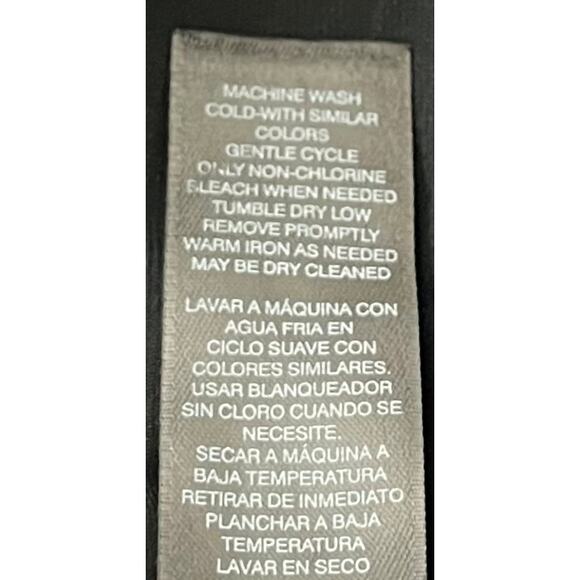 MACHINE WASH
COLD-WITH SIMILAR
COLORS
GENTLE CYCLE
ONLY NON-CHLORINE
BLEACH WHEN NEEDED
TUMBLE DRY LOW
REMOVE PROMPTLY
WARM IRON AS NEEDED
MAY BE DRY CLEANED
LAVAR A MÁQUINA CON
AGUA FRIA EN
CICLO SUAVE CON
COLORES SIMILARES.
USAR BLANQUEADOR
SIN CLORO CUANDO SE
NECESITE.
SECAR A MÁQUINA A
BAJA TEMPERATURA
RETIRAR DE INMEDIATO
PLANCHAR A BAJA
TEMPERATURA
LAVAR EN SECO